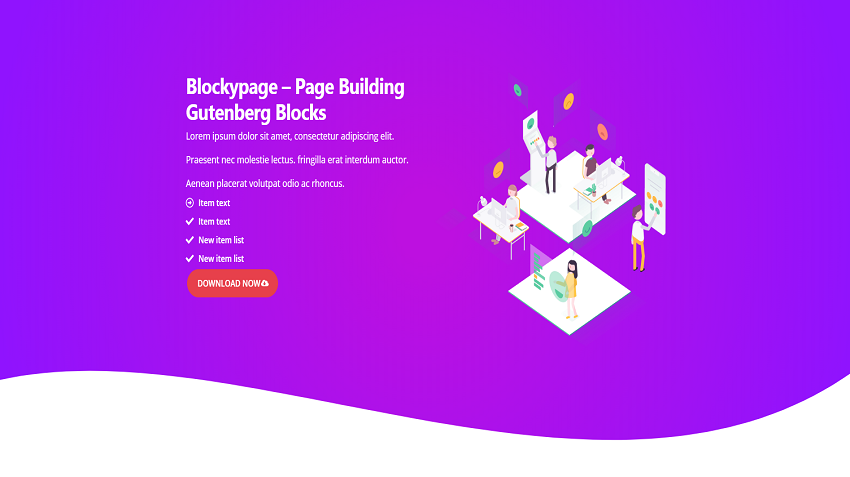 Blockypage – Page Building
Gutenberg Blocks
Lorem ipsum dolor sit amet, consectetur adipiscing elit.
Praesent nec molestie lectus. fringilla erat interdum auctor.
Aenean placerat volutpat odio ac rhoncus.
Item text
Item text
New item list
New item list
DOWNLOAD NOW